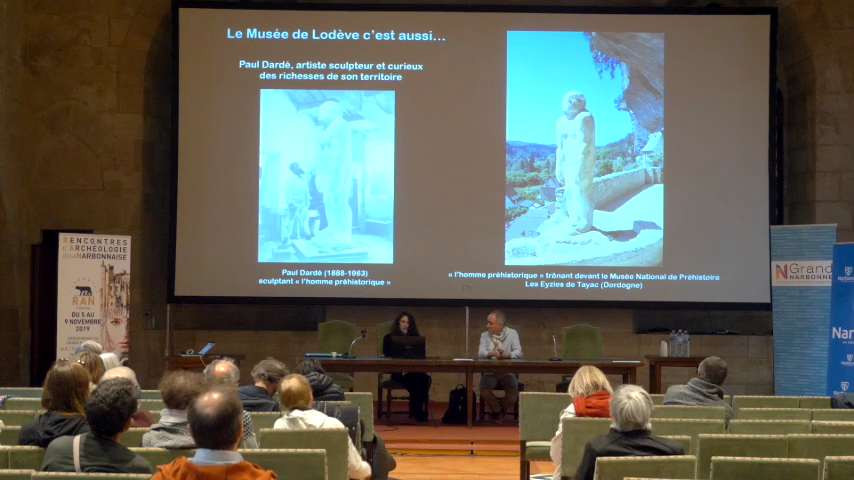 Le Musée de Lodève c'est aussi...
Paul Dardé, artiste sculpteur et curieux
des richesses de son territoire
Paul Dardé (1888-1963)
sculptant « l'homme préhistorique »
« l'homme préhistorique » trônant devant le Musée National de Préhistoire
Les Eyzies de Tayac (Dordogne)
RENCONTRES
D'ARCHÉOLOGIE
DE LA NARBONNAISE
RAN
DU 5 AU
9 NOVEMBRE
2019
Grand
NARBONNE